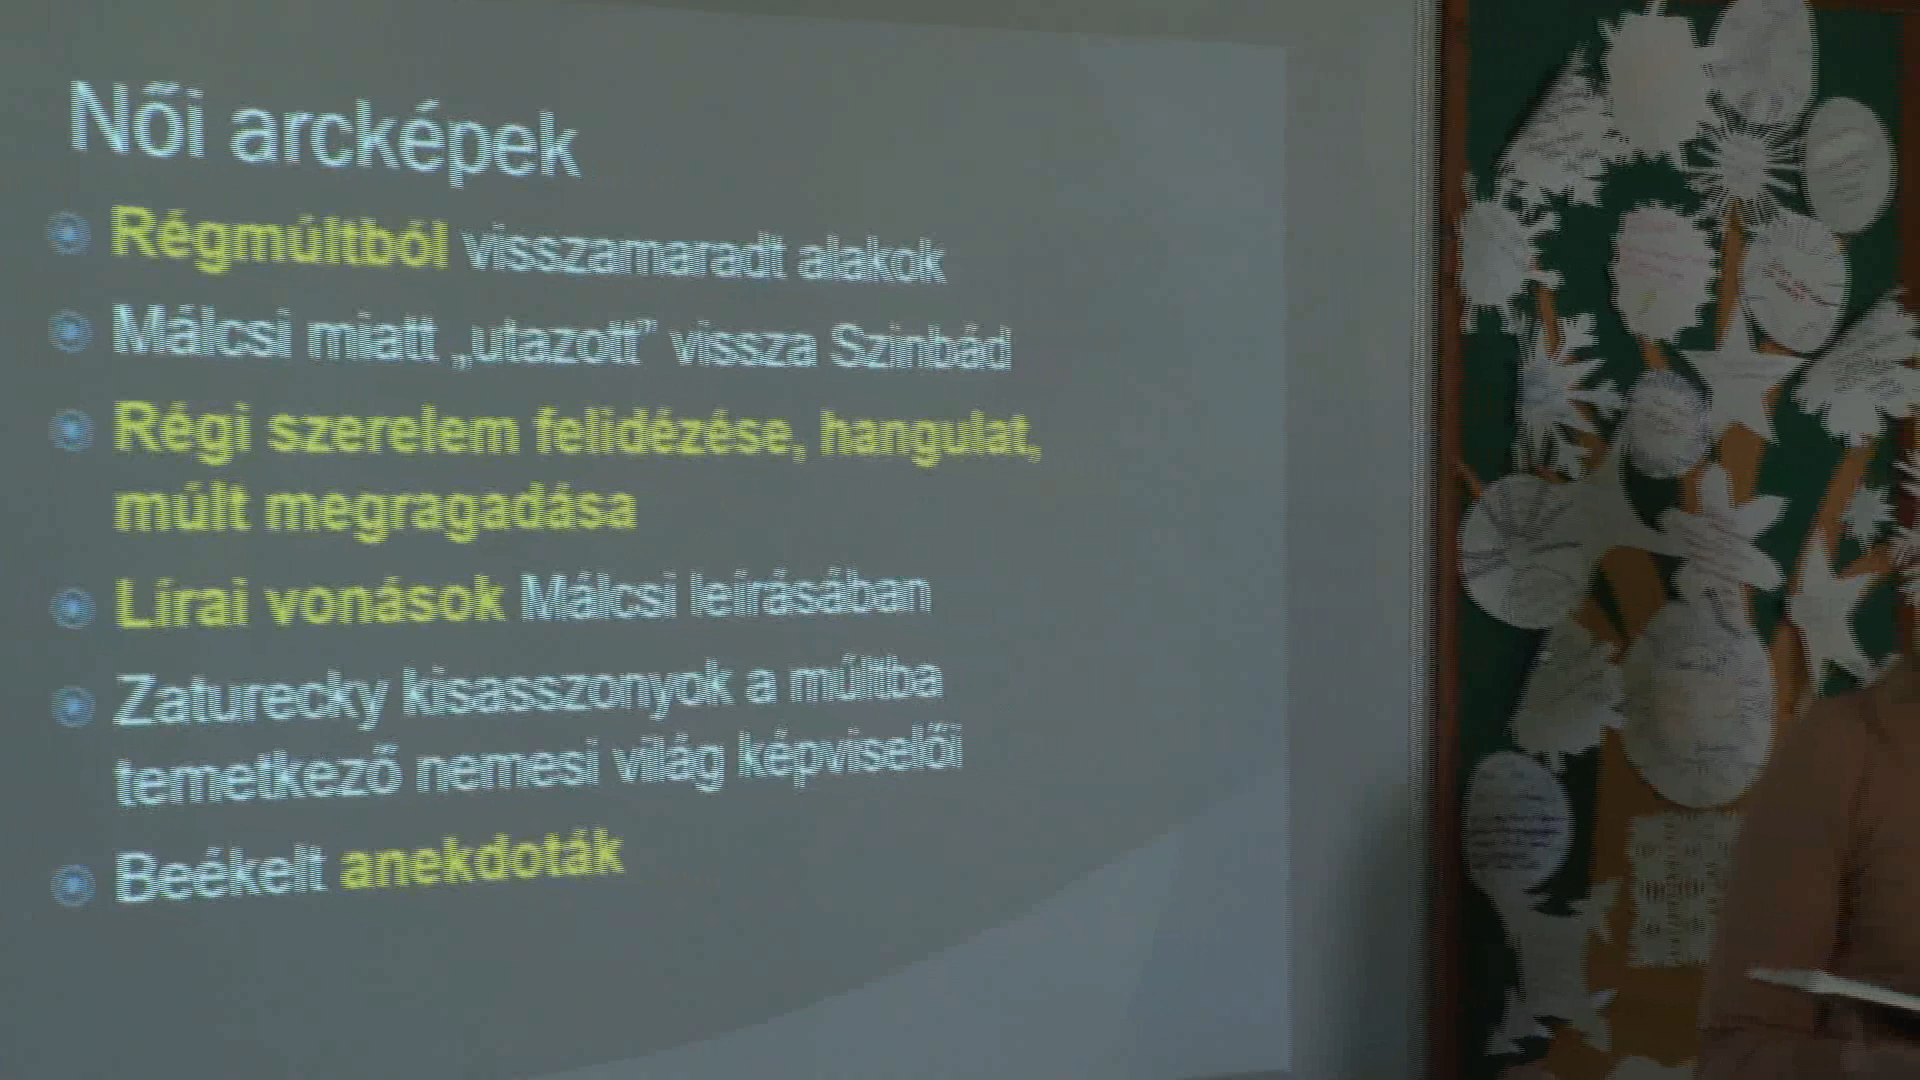 Női arcképek
Régmúltból visszamaradt alakok
Málcsi miatt „utazott” vissza Szinbád
Régi szerelem felidézése, hangulat,
múlt megragadása
Lírai vonások Málcsi leírásában
Zaturecky kisasszonyok a múltba
temetkező nemesi világ képviselői
Beékelt anekdoták